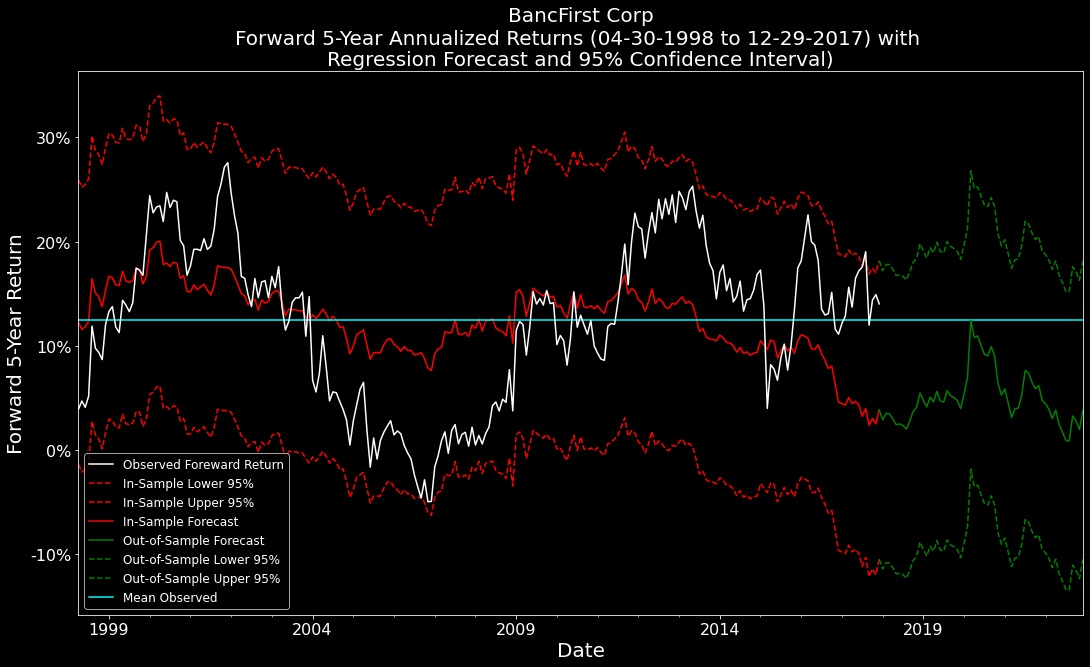 BancFirst Corp
Forward 5-Year Annualized Returns (04-30-1998 to 12-29-2017) with
Regression Forecast and 95% Confidence Interval)
Forward 5-Year Return
30%
20%
10%
0%
-10%
Observed Foreward Return
In-Sample Lower 95%
In-Sample Upper 95%
In-Sample Forecast
Out-of-Sample Forecast
Out-of-Sample Lower 95%
Out-of-Sample Upper 95%
Mean Observed
1999
2004
2009
2014
2019
Date